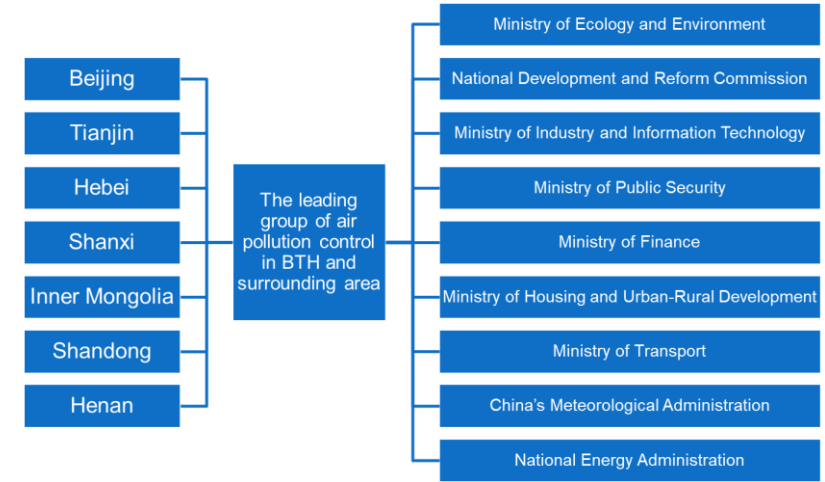 Beijing
Tianjin
Hebei
Shanxi
Inner Mongolia
Shandong
Henan
The leading
group of air
pollution control
in BTH and
surrounding area
Ministry of Ecology and Environment
National Development and Reform Commission
Ministry of Industry and Information Technology
Ministry of Public Security
Ministry of Finance
Ministry of Housing and Urban-Rural Development
Ministry of Transport
China’s Meteorological Administration
National Energy Administration